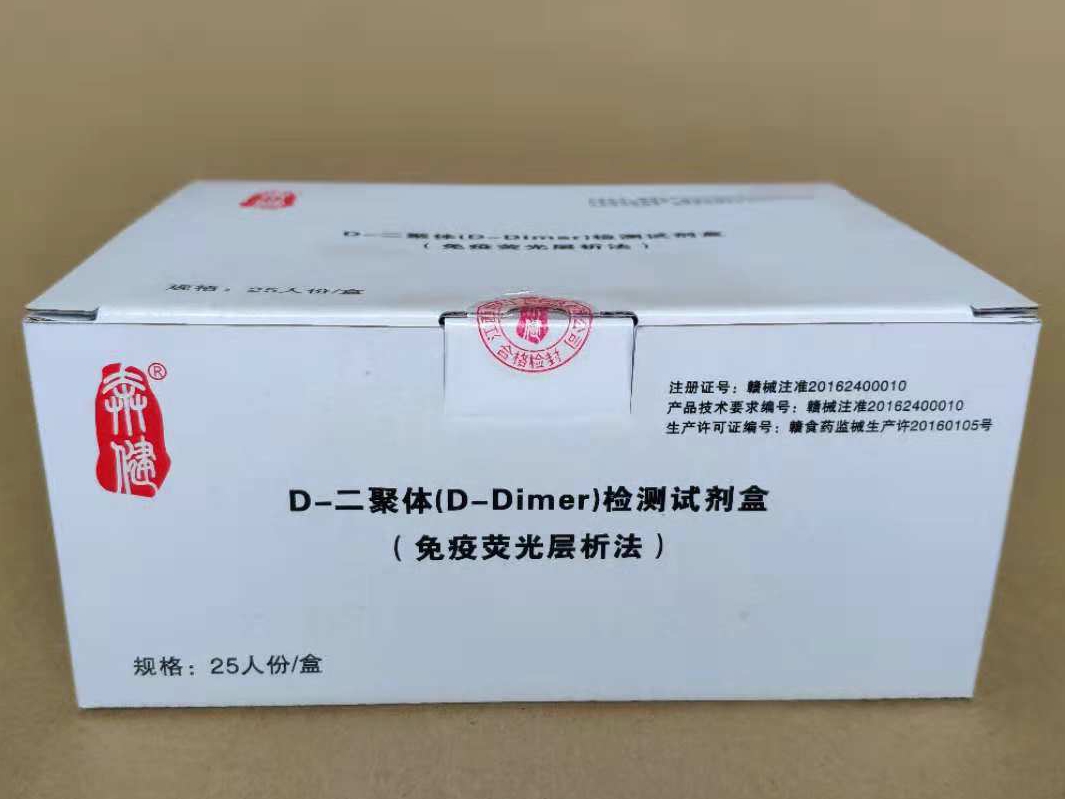 D-二聚体(D-Dimer)检测试剂盒
（免疫荧光层析法）
规格：25人份/盒
合格检封
健
®
注册证号：赣械注准20162400010
产品技术要求编号：赣械注准20162400010
生产许可证编号：赣食药监械生产许20160105号
D-二聚体(D-Dimer)检测试剂盒
（免疫荧光层析法）
规格：25人份/盒